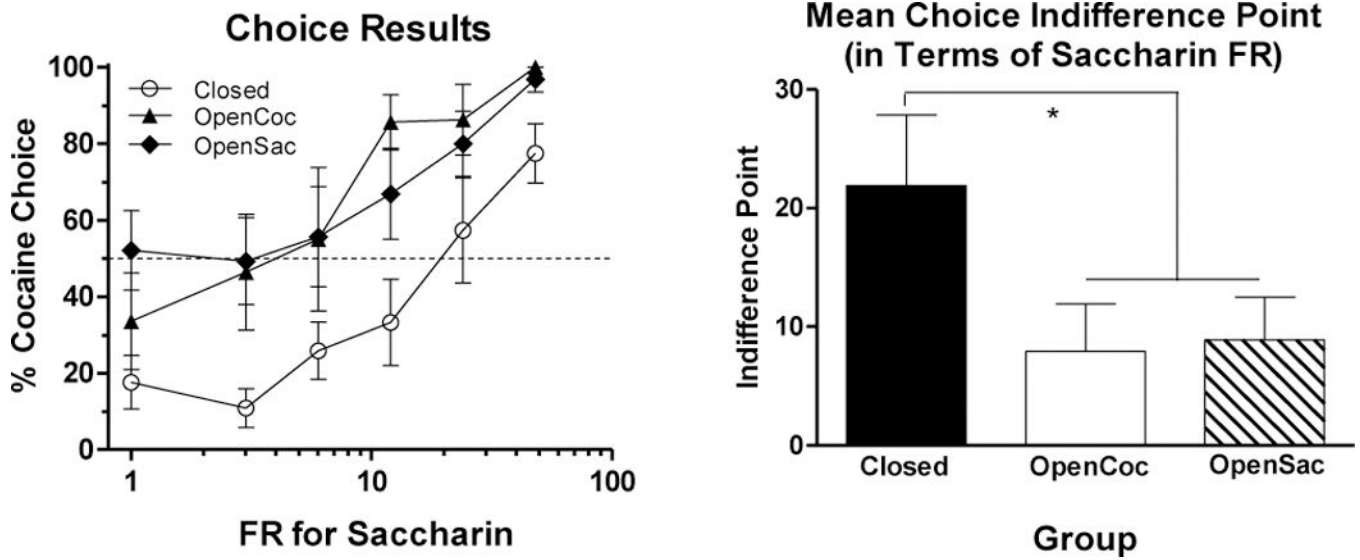 Choice Results
100
80
60
40
20
0
% Cocaine Choice
Closed
OpenCoc
OpenSac
1
10
100
FR for Saccharin
Mean Choice Indifference Point
(in Terms of Saccharin FR)
30
20
10
0
Indifference Point
*
Closed
OpenCoc
OpenSac
Group